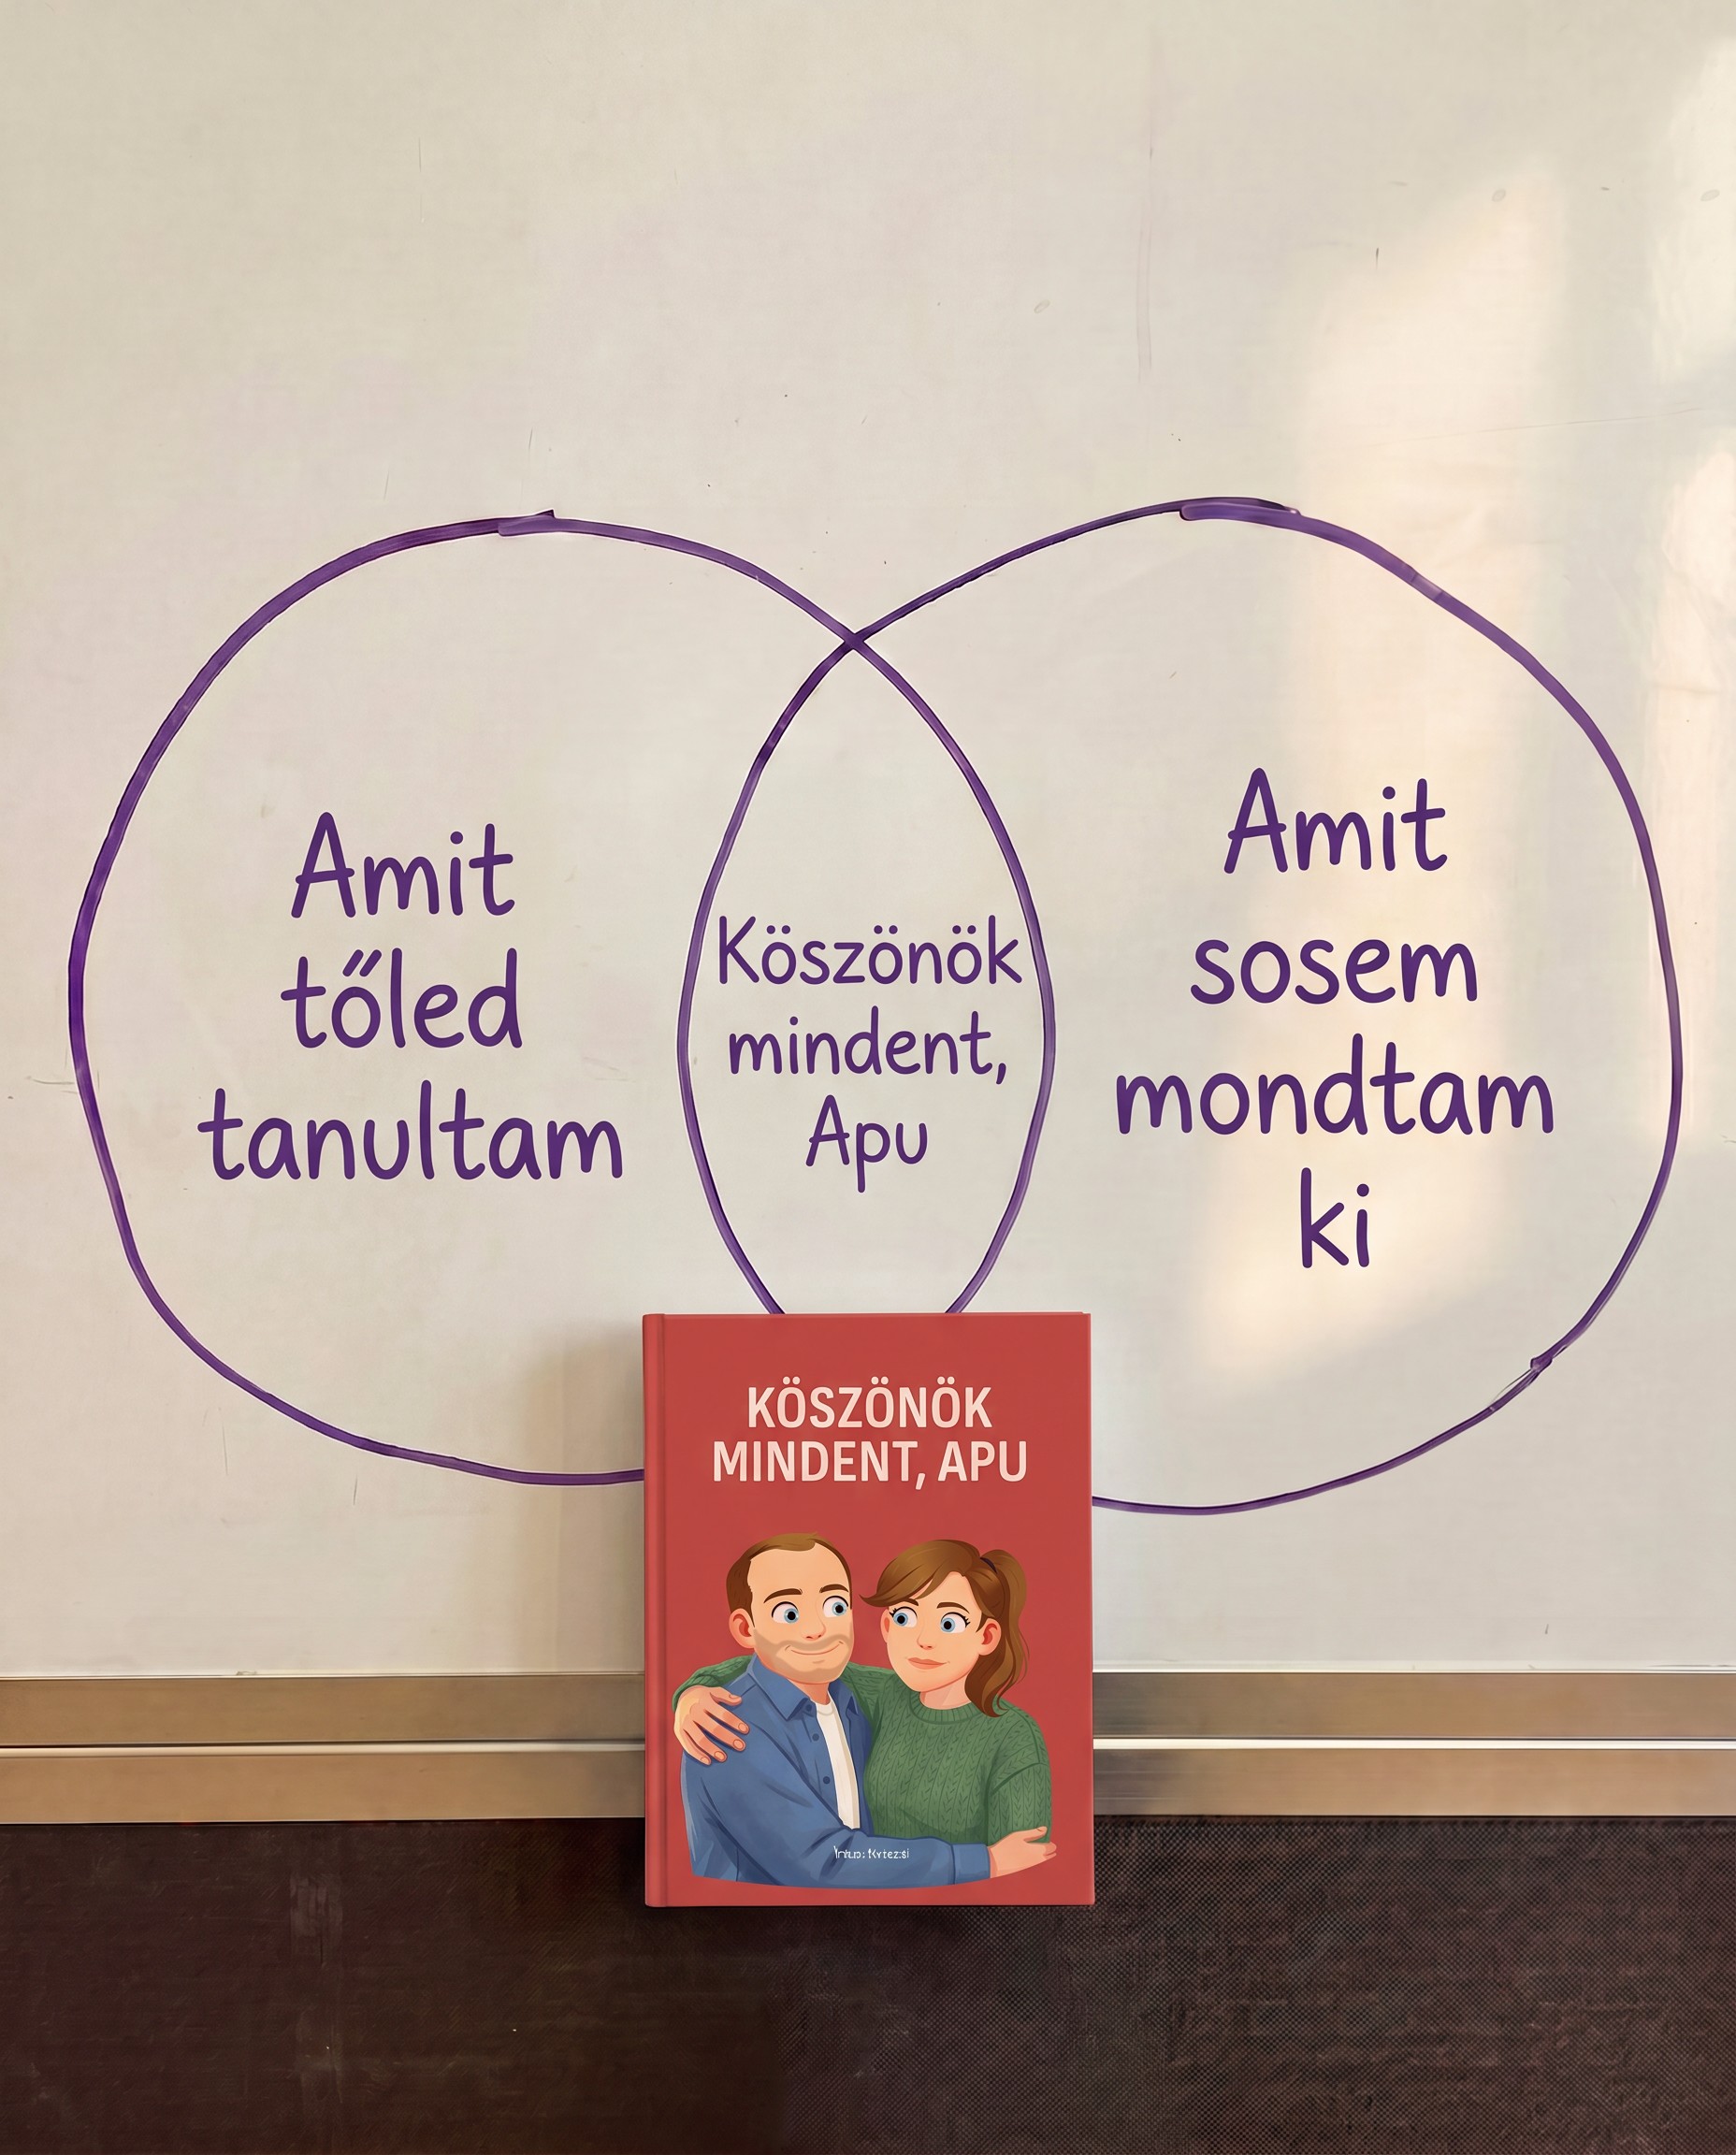 Amit
tőled
tanultam
Köszönök
mindent,
Apu
Amit
sosem
mondtam
ki
KÖSZÖNÖK
MINDENT, APU